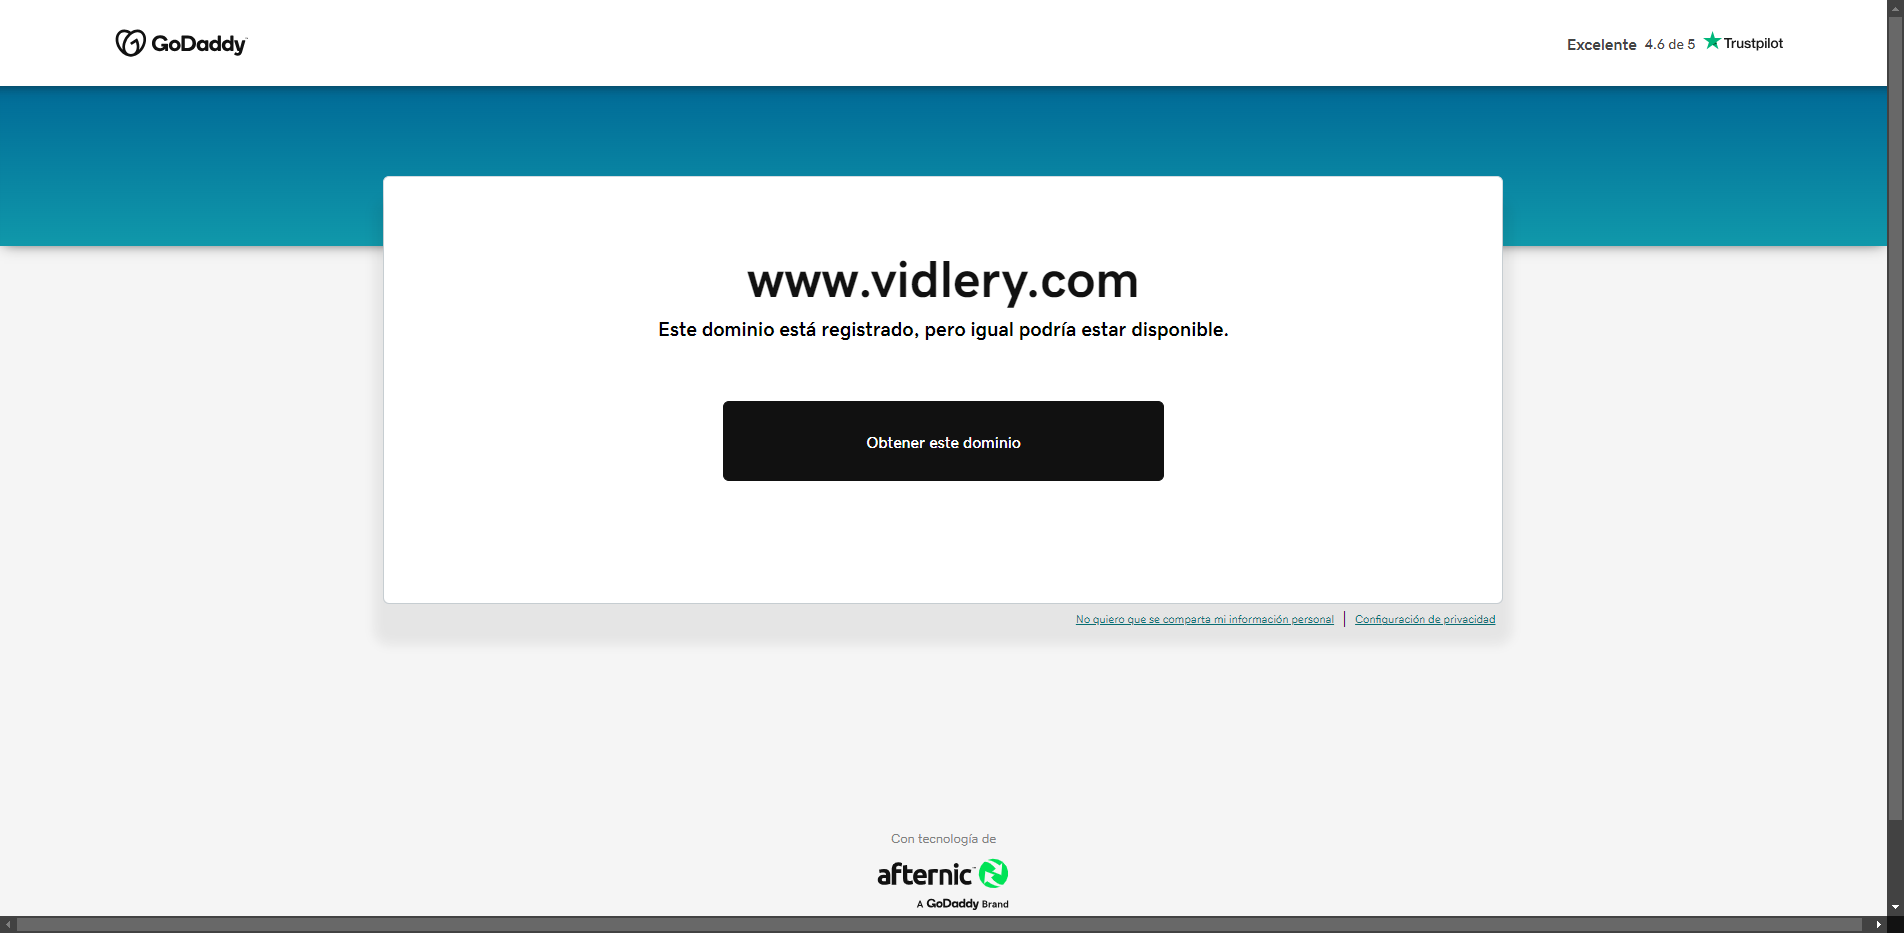 GoDaddy
Excelente 4.6 de 5 Trustpilot
www.vidlery.com
Este dominio está registrado, pero igual podría estar disponible.
Obtener este dominio
No quiero que se comparta mi información personal | Configuración de privacidad
Con tecnología de
afternic
A GoDaddy Brand